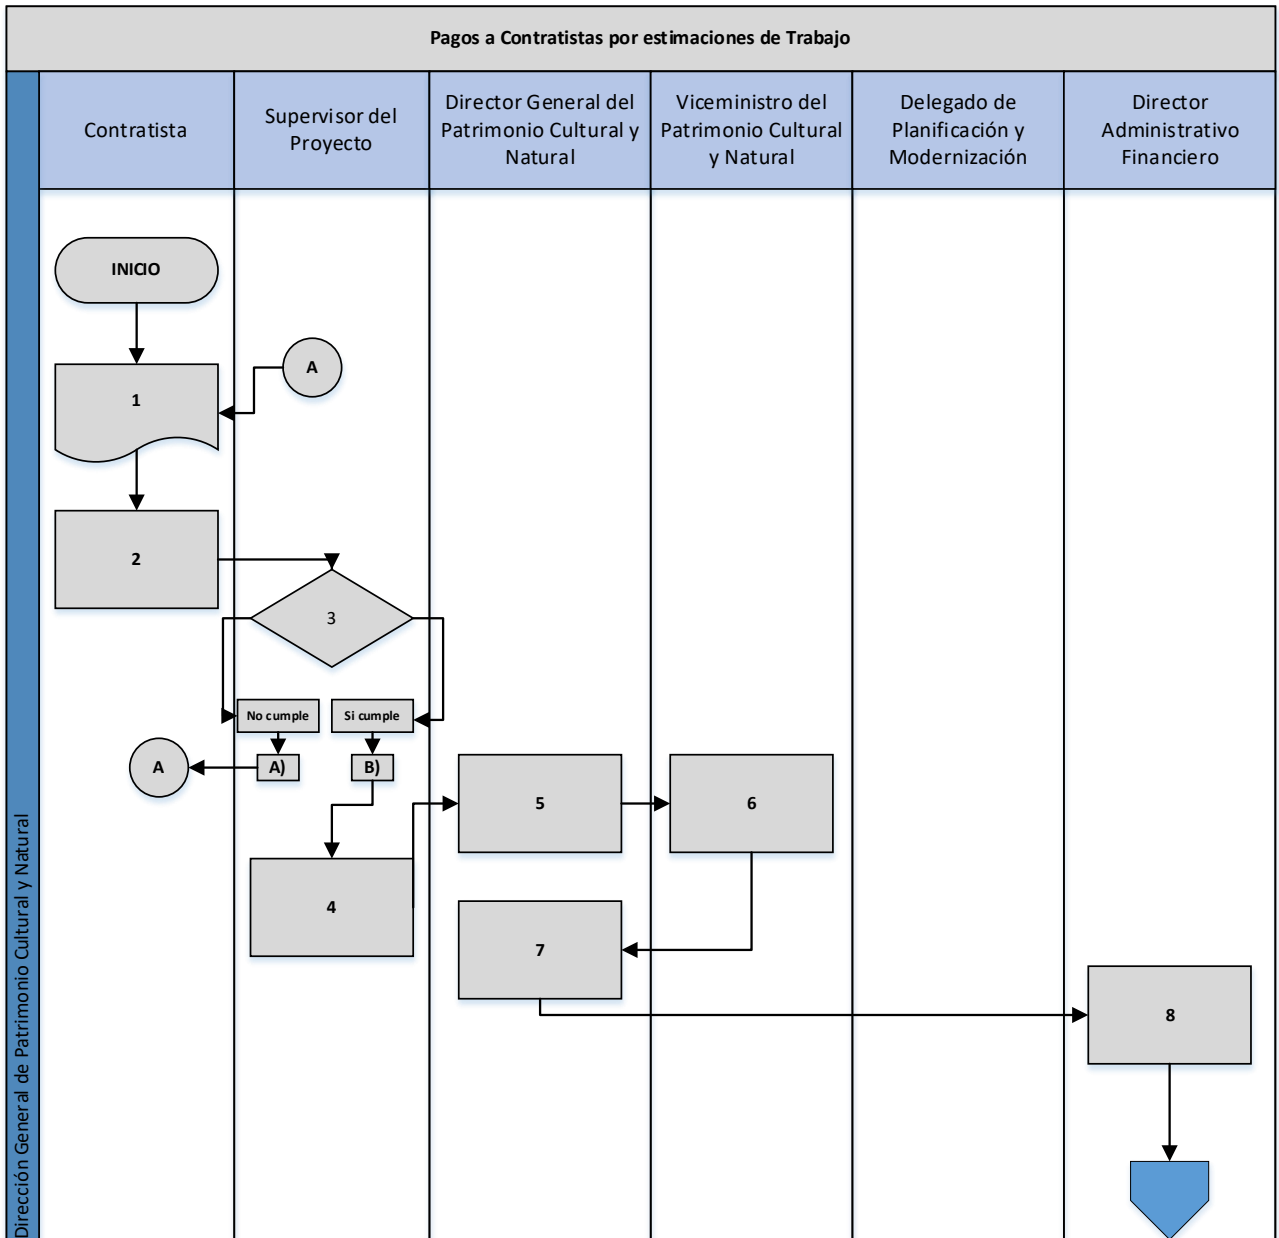 Pagos a Contratistas por estimaciones de Trabajo
Contratista
Supervisor del
Proyecto
Director General del
Patrimonio Cultural y
Natural
Viceministro del
Patrimonio Cultural
y Natural
Delegado de
Planificación y
Modernización
Director
Administrativo
Financiero
Dirección General de Patrimonio Cultural y Natural
INICIO
A
1
2
3
No cumple
Si cumple
A
A)
B)
5
6
4
7
8